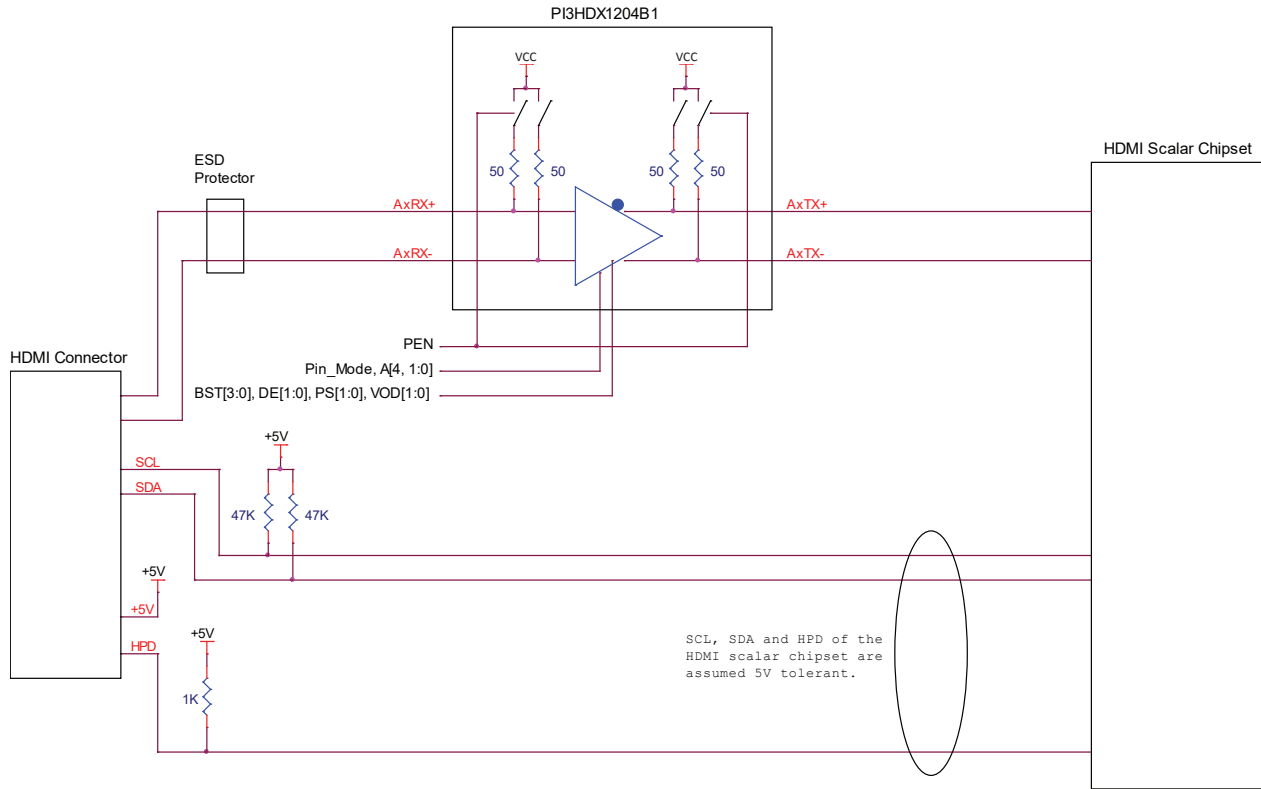 PI3HDX1204B1
VCC
VCC
HDMI Scalar Chipset
ESD
Protector
50
50
50
50
AxRX+
AxTX+
AxRX-
AxTX-
PEN
HDMI Connector
Pin_Mode, A[4, 1:0]
BST[3:0], DE[1:0], PS[1:0], VOD[1:0]
+5V
SCL
SDA
47K
47K
+5V
+5V
+5V
HPD
1K
SCL, SDA and HPD of the
HDMI scalar chipset are
assumed 5V tolerant.